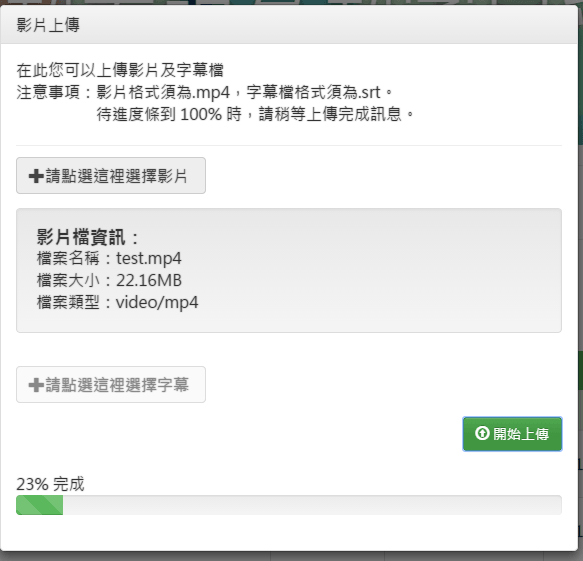 影片上傳
在此您可以上傳影片及字幕檔
注意事項：影片格式須為.mp4，字幕檔格式須為.srt。
待進度條到 100% 時，請稍等上傳完成訊息。
請點選這裡選擇影片
影片檔資訊：
檔案名稱：test.mp4
檔案大小：22.16MB
檔案類型：video/mp4
請點選這裡選擇字幕
開始上傳
23% 完成